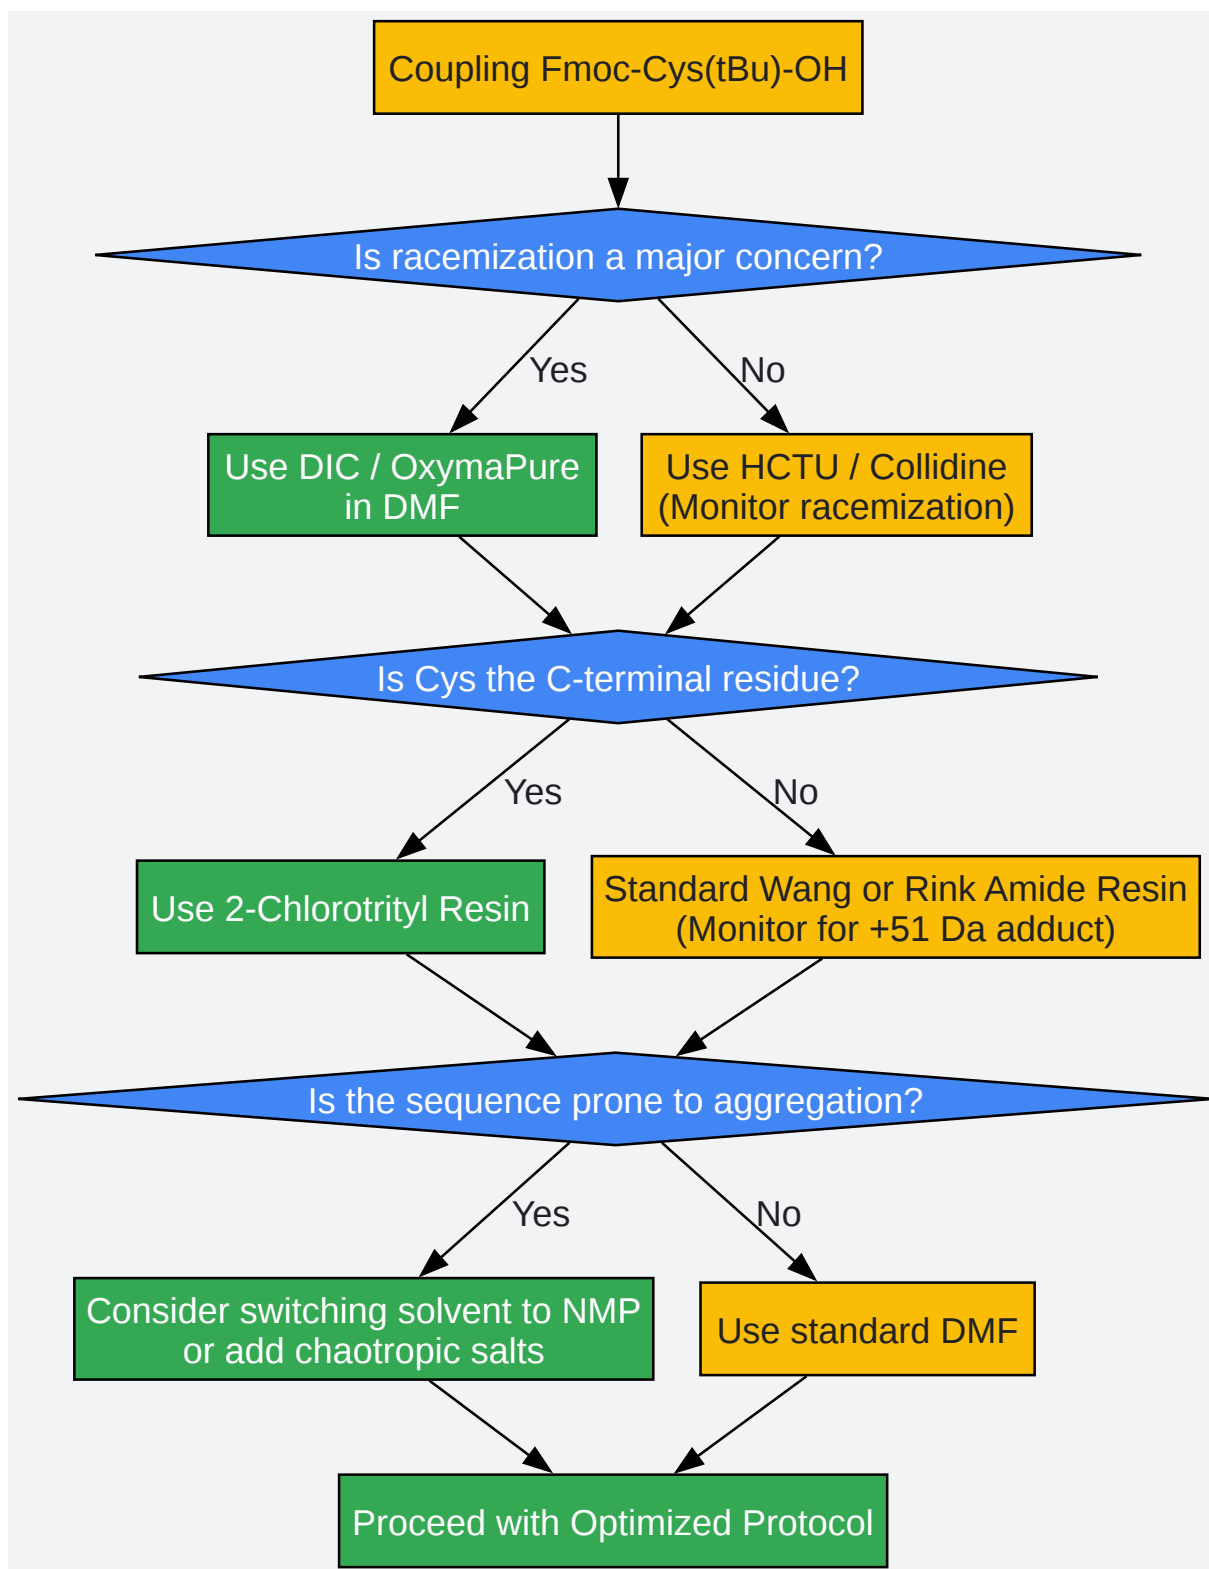 Coupling Fmoc-Cys(tBu)-OH
Is racemization a major concern?
Yes
No
Use DIC / OxymaPure
in DMF
Use HCTU / Collidine
(Monitor racemization)
Is Cys the C-terminal residue?
Yes
No
Use 2-Chlorotrityl Resin
Standard Wang or Rink Amide Resin
(Monitor for +51 Da adduct)
Is the sequence prone to aggregation?
Yes
No
Consider switching solvent to NMP
or add chaotropic salts
Use standard DMF
Proceed with Optimized Protocol